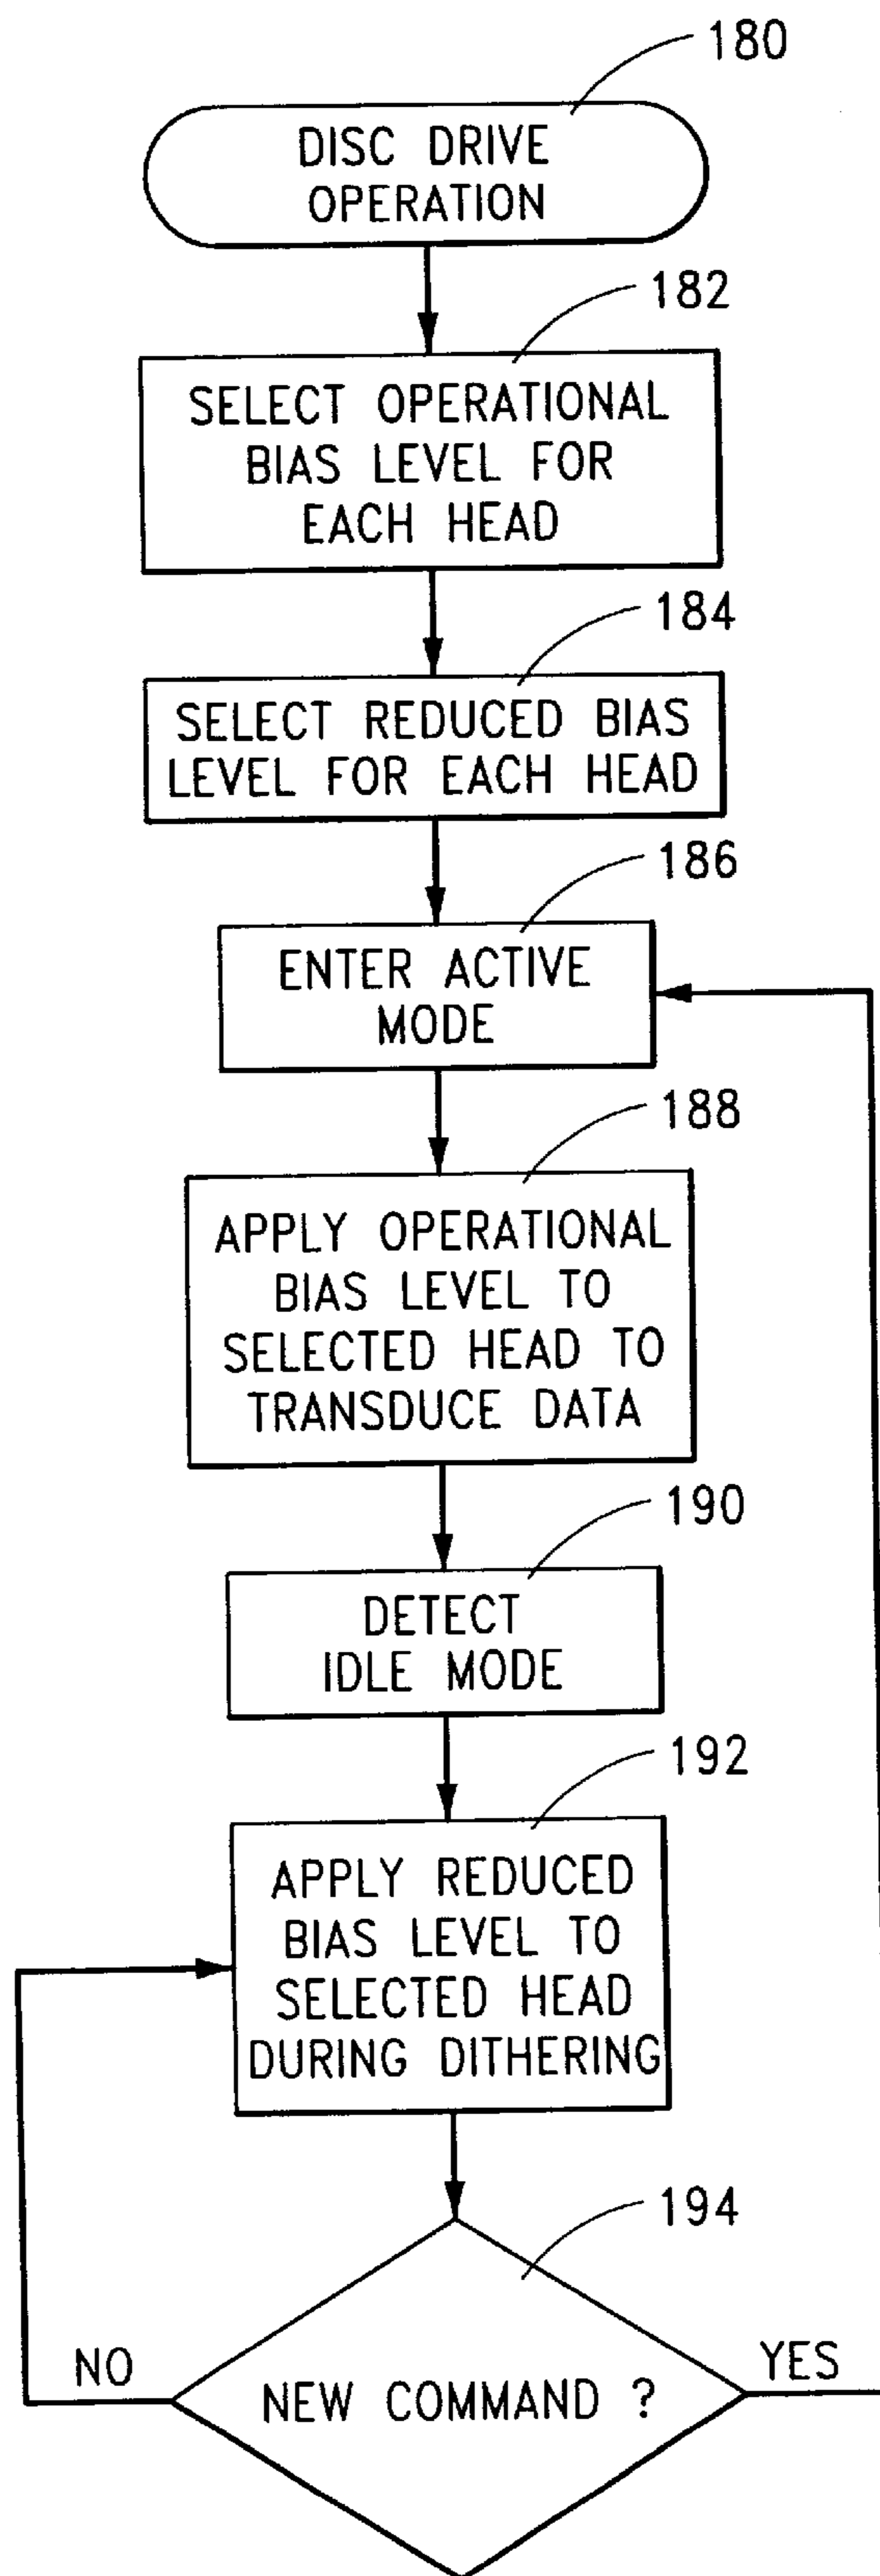 180
DISC DRIVE
OPERATION
182
SELECT OPERATIONAL
BIAS LEVEL FOR
EACH HEAD
184
SELECT REDUCED BIAS
LEVEL FOR EACH HEAD
186
ENTER ACTIVE
MODE
188
APPLY OPERATIONAL
BIAS LEVEL TO
SELECTED HEAD TO
TRANSDUCE DATA
190
DETECT
IDLE MODE
192
APPLY REDUCED
BIAS LEVEL TO
SELECTED HEAD
DURING DITHERING
194
NO
YES
NEW COMMAND ?